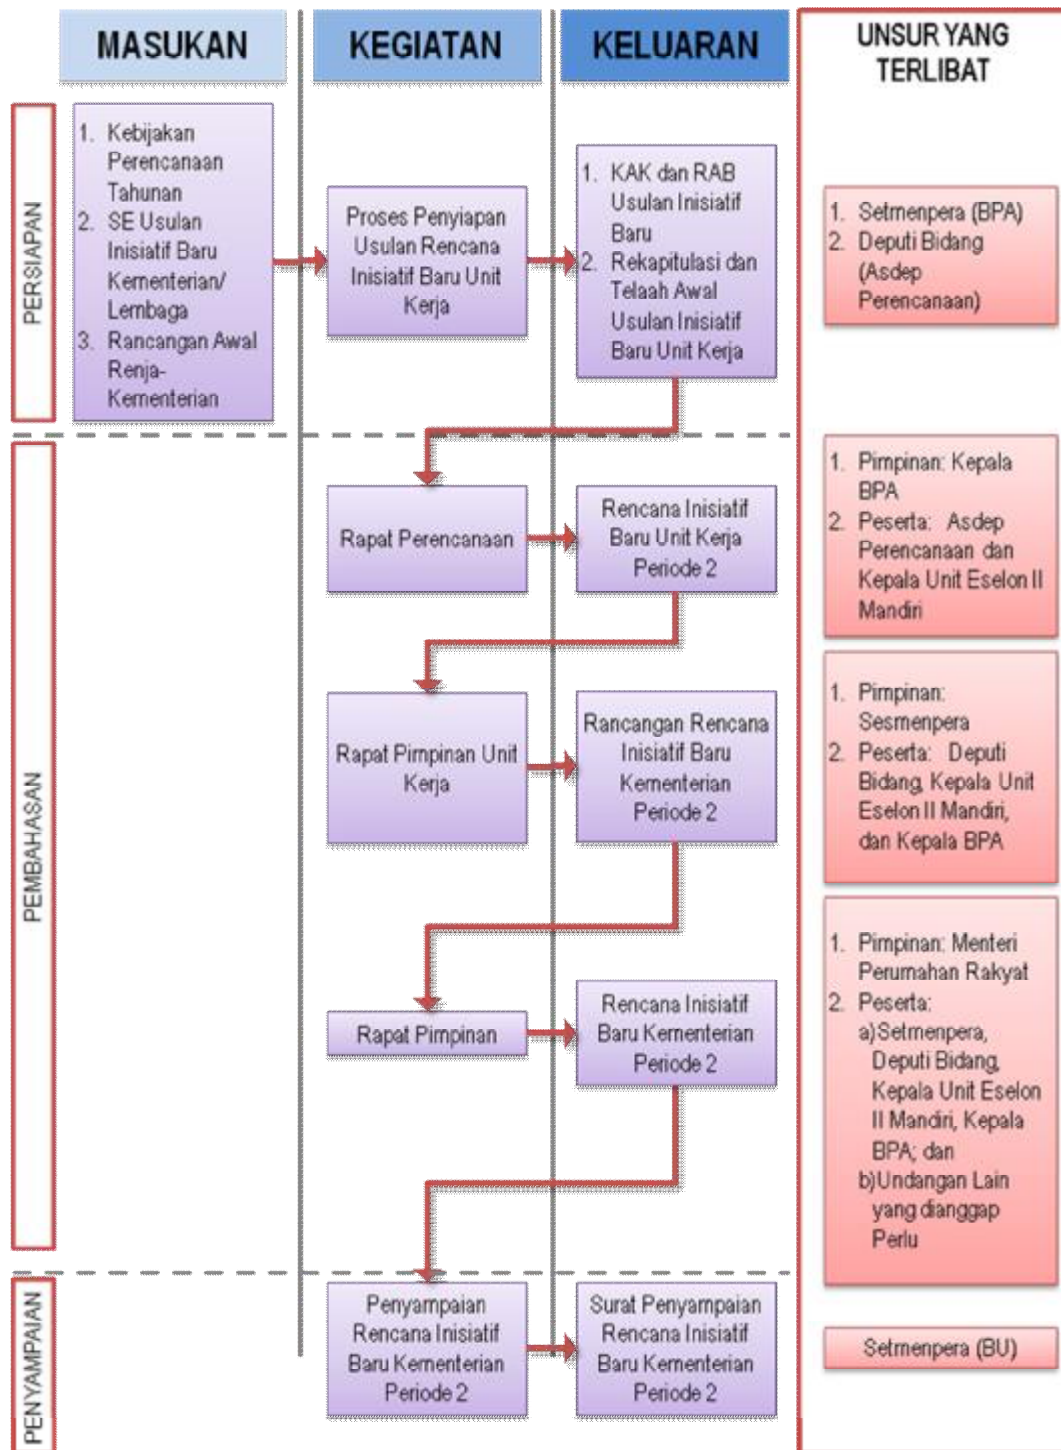 MASUKAN
KEGIATAN
KELUARAN
UNSUR YANG
TERLIBAT
PERSIAPAN
1. Kebijakan
Perencanaan
Tahunan
2. SE Usulan
Inisiatif Baru
Kementerian/
Lembaga
3. Rancangan Awal
Renja-
Kementerian
Proses Penyiapan
Usulan Rencana
Inisiatif Baru Unit
Kerja
1. KAK dan RAB
Usulan Inisiatif
Baru
2. Rekapitulasi dan
Telaah Awal
Usulan Inisiatif
Baru Unit Kerja
1. Setmenpera (BPA)
2. Deputi Bidang
(Asdep
Perencanaan)
PEMBAHASAN
Rapat Perencanaan
Rencana Inisiatif
Baru Unit Kerja
Periode 2
1. Pimpinan: Kepala
BPA
2. Peserta: Asdep
Perencanaan dan
Kepala Unit Eselon II
Mandiri
Rapat Pimpinan Unit
Kerja
Rancangan Rencana
Inisiatif Baru
Kementerian
Periode 2
1. Pimpinan:
Sesmenpera
2. Peserta: Deputi
Bidang, Kepala Unit
Eselon II Mandiri,
dan Kepala BPA
Rapat Pimpinan
Rencana Inisiatif
Baru Kementerian
Periode 2
1. Pimpinan: Menteri
Perumahan Rakyat
2. Peserta:
a)Setmenpera,
Deputi Bidang,
Kepala Unit Eselon
II Mandiri, Kepala
BPA; dan
b)Undangan Lain
yang dianggap
Perlu
PENYAMPAIAN
Penyampaian
Rencana Inisiatif
Baru Kementerian
Periode 2
Surat Penyampaian
Rencana Inisiatif
Baru Kementerian
Periode 2
Setmenpera (BU)